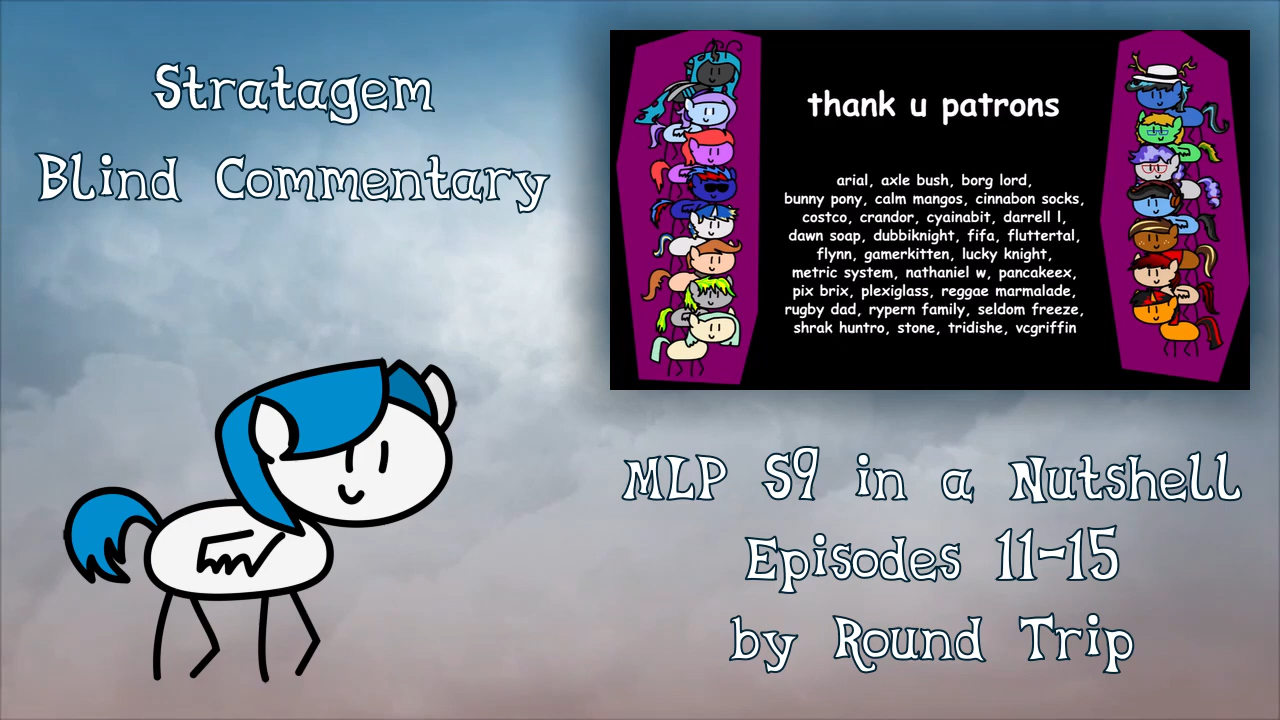 Stratagem
Blind Commentary
thank u patrons
arial, axle bush, borg lord,
bunny pony, calm mangos, cinnabon socks,
costco, crandor, cyainabit, darrell l,
dawn soap, dubbiknight, fifa, fluttertal,
flynn, gamerkitten, lucky knight,
metric system, nathaniel w, pancakeex,
pix brix, plexiglass, reggae marmalade,
rugby dad, rypern family, seldom freeze,
shrak huntro, stone, tridishe, vcgriffin
MLP S9 in a Nutshell
Episodes 11-15
by Round Trip